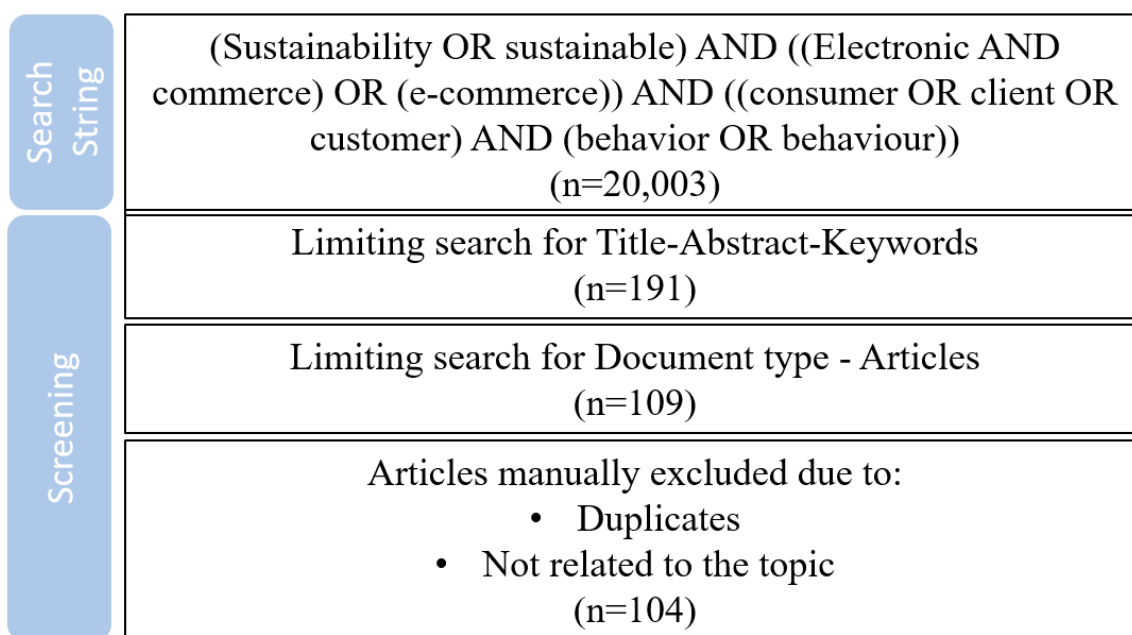 Search
String
(Sustainability OR sustainable) AND ((Electronic AND
commerce) OR (e-commerce)) AND ((consumer OR client OR
customer) AND (behavior OR behaviour))
(n=20,003)
Screening
Limiting search for Title-Abstract-Keywords
(n=191)
Limiting search for Document type - Articles
(n=109)
Articles manually excluded due to:
• Duplicates
• Not related to the topic
(n=104)